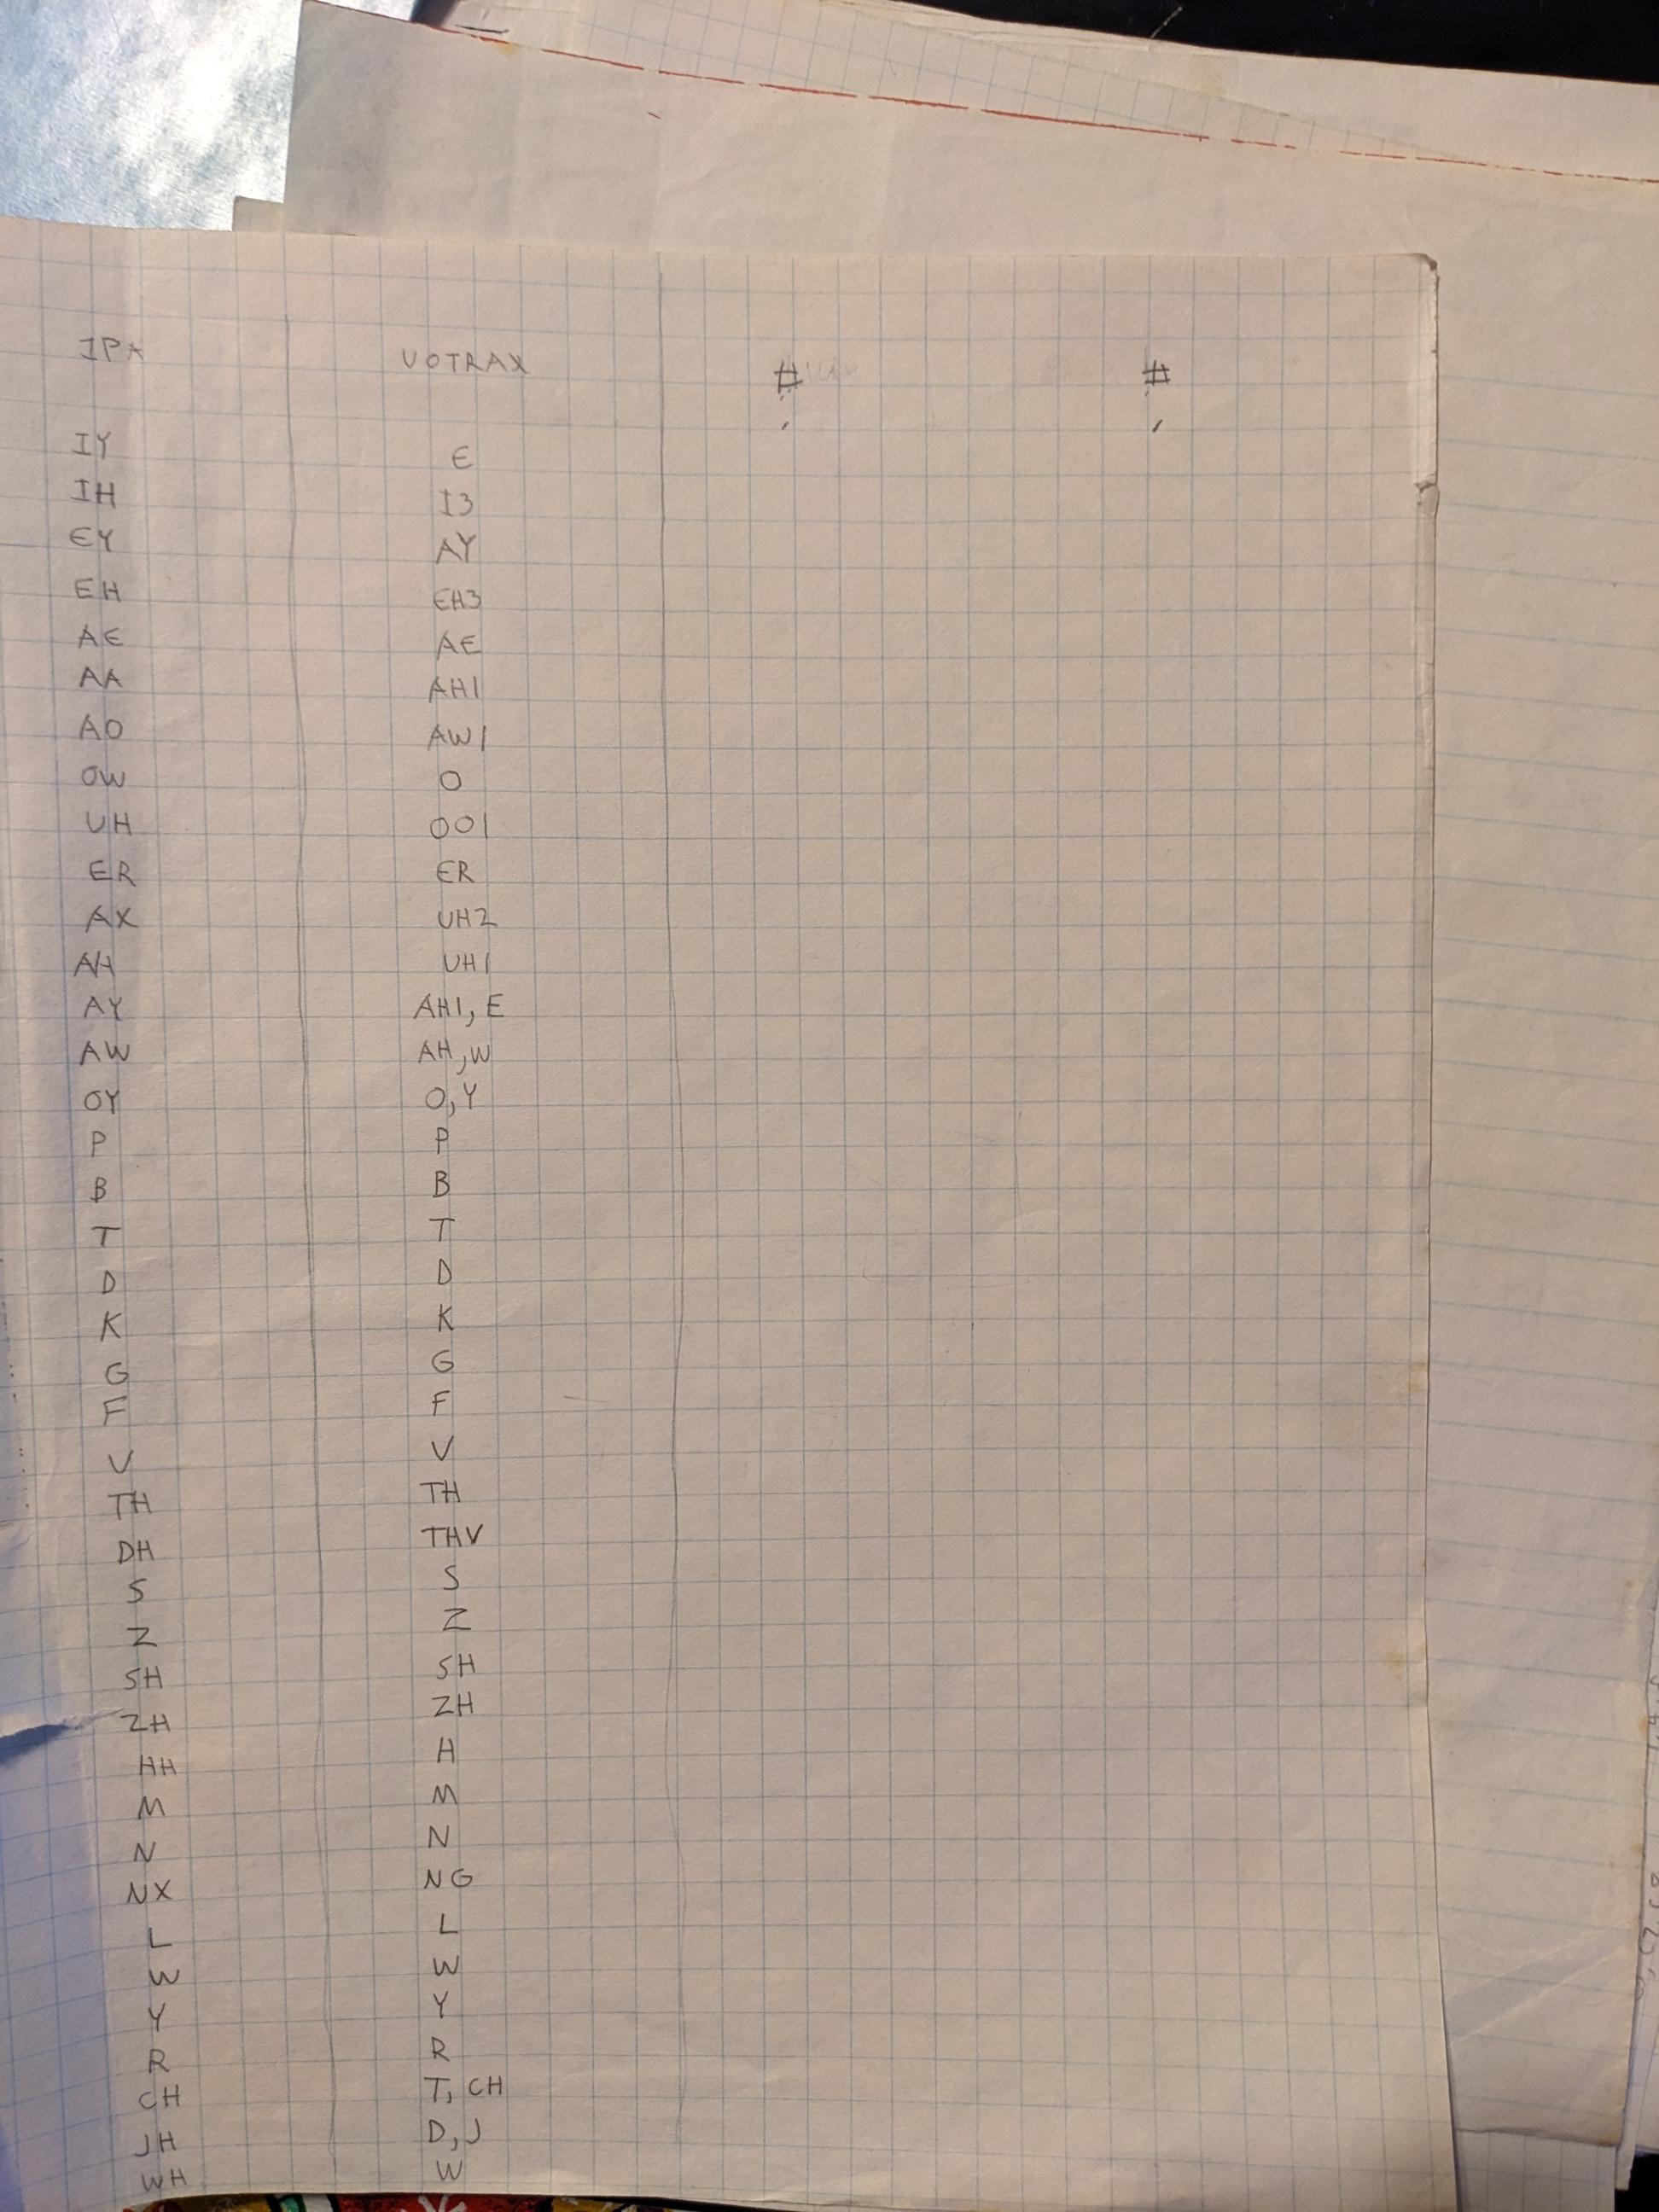 IPA VOTRAX # #
, ,
IY E
IH I3
EY AY
EH EH3
AE AE
AA AH1
AO AW1
OW O
UH OO1
ER ER
AX UH2
AH UH1
AY AH1, E
AW AH,W
OY O,Y
P P
B B
T T
D D
K K
G G
F F
V V
TH TH
DH THV
S S
Z Z
SH SH
ZH ZH
HH H
M M
N N
NX NG
L L
W W
Y Y
R R
CH T, CH
JH D,J
WH W